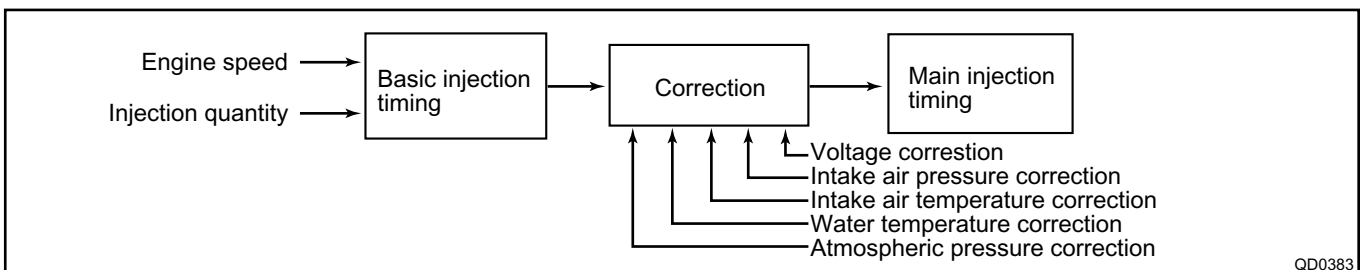 Engine speed
Injection quantity
Basic injection
timing
Correction
Main injection
timing
Voltage correstion
Intake air pressure correction
Intake air temperature correction
Water temperature correction
Atmospheric pressure correction
QD0383